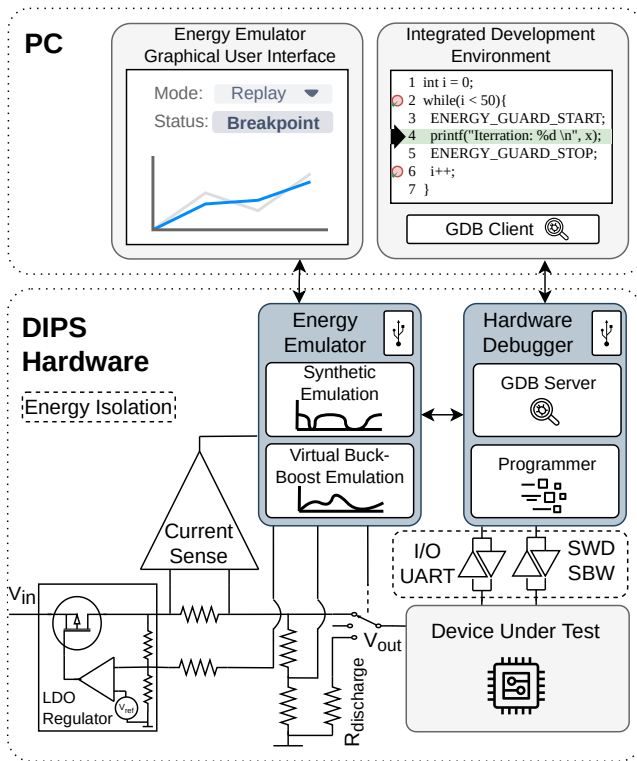 PC
Energy Emulator
Graphical User Interface
Mode: Replay
Status: Breakpoint
Integrated Development
Environment
1 int i = 0;
2 while(i < 50){
3 ENERGY_GUARD_START;
4 printf("Iterration: %d \n", x);
5 ENERGY_GUARD_STOP;
6 i++;
7 }
GDB Client
DIPS
Hardware
Energy Isolation
Energy
Emulator
Synthetic
Emulation
Virtual Buck-
Boost Emulation
Hardware
Debugger
GDB Server
Programmer
Current
Sense
I/O
UART
SWD
SBW
Vin
LDO
Regulator
Vref
Rdischarge
Vout
Device Under Test